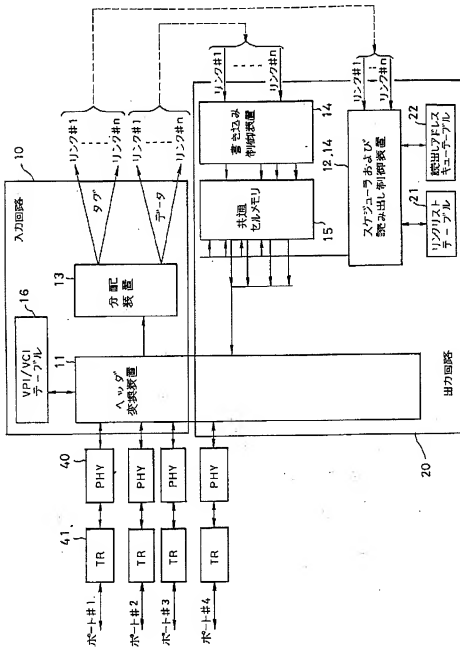 ポート#1
ポート#2
ポート#3
ポート#4
41
TR
TR
TR
TR
40
PHY
PHY
PHY
PHY
入力回路
10
VPI/VCI
テーブル
16
11
ヘッダ
変換装置
13
分配
装置
タグ
データ
リンク#1
リンク#n
リンク#1
リンク#n
20
出力回路
リンク#1
リンク#n
書き込み
制御装置
14
共通
セルメモリ
15
リンク#1
リンク#n
12,14
スケジューラおよび
読み出し制御装置
21
リンクリスト
テーブル
22
読出しアドレス
キューテーブル